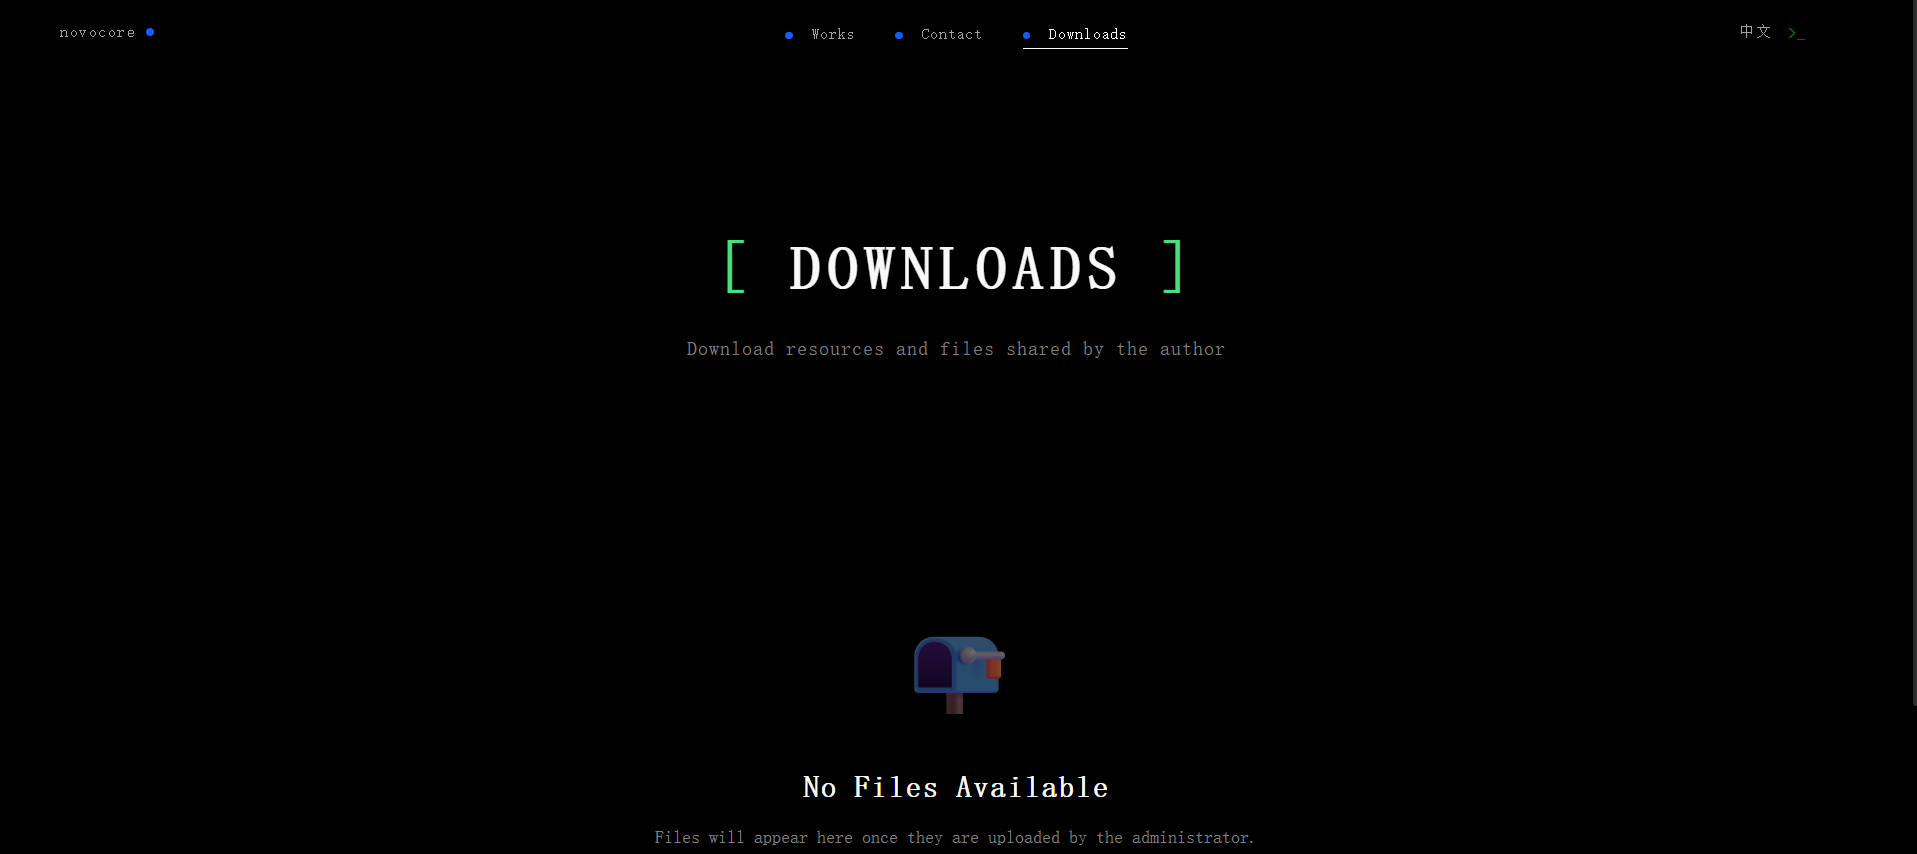 novocore
Works Contact Downloads
中文 >_
[ DOWNLOADS ]
Download resources and files shared by the author
No Files Available
Files will appear here once they are uploaded by the administrator.